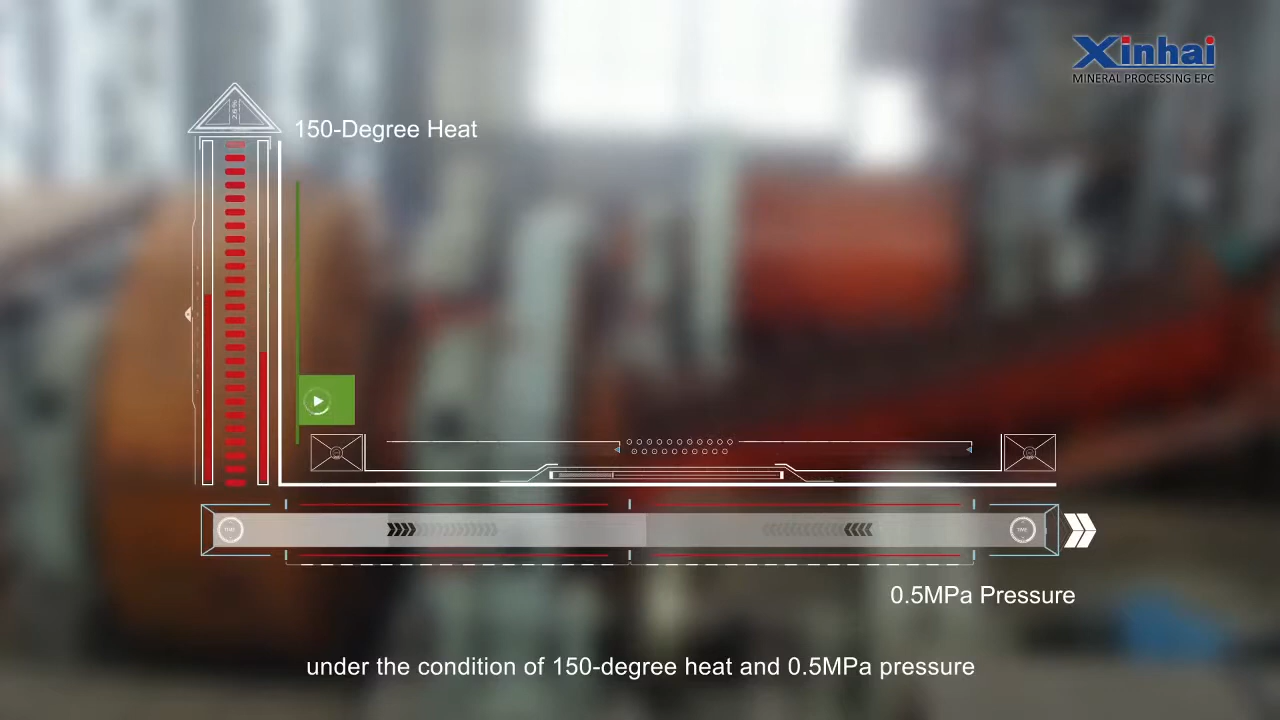 Xinhai
MINERAL PROCESSING EPC
150-Degree Heat
0.5MPa Pressure
under the condition of 150-degree heat and 0.5MPa pressure